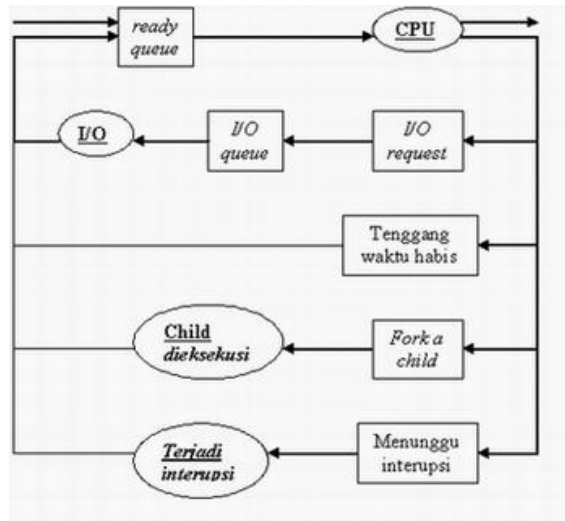 ready
queue
CPU
I/O
I/O
queue
I/O
request
Tenggang
waktu habis
Child
dieksekusi
Fork a
child
Terjadi
interupsi
Menunggu
interupsi